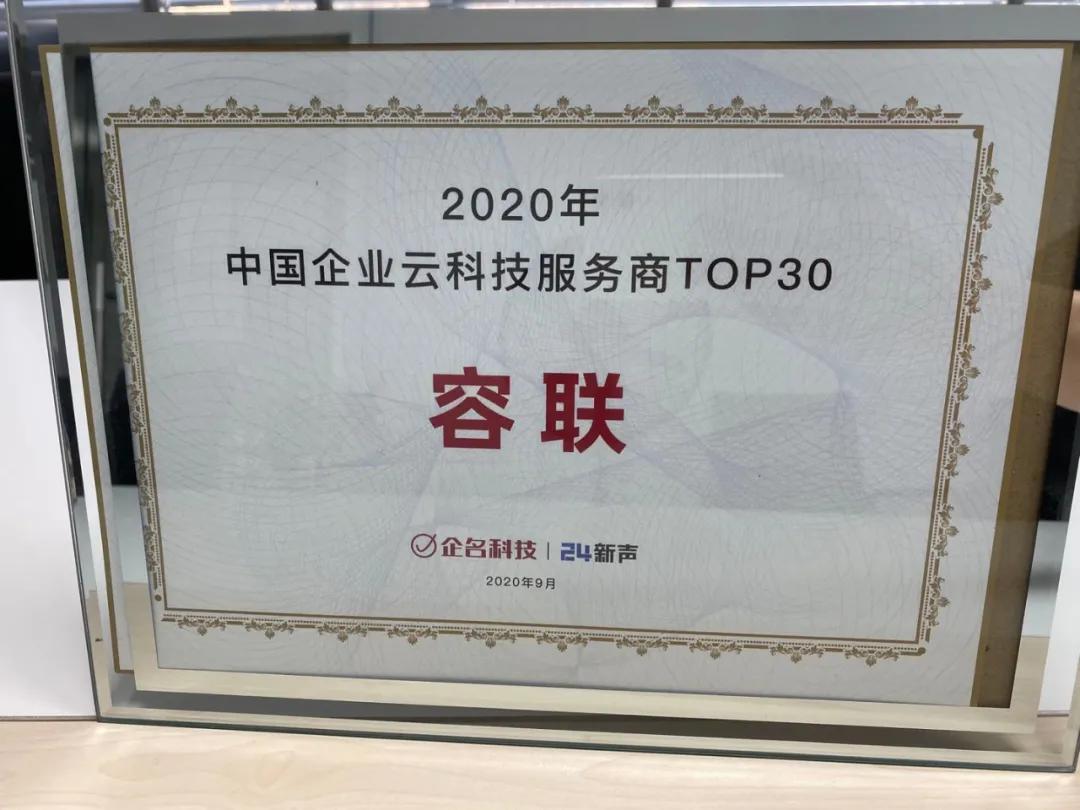 2020年
中国企业云科技服务商TOP30
容联
企名科技 | 24新声
2020年9月